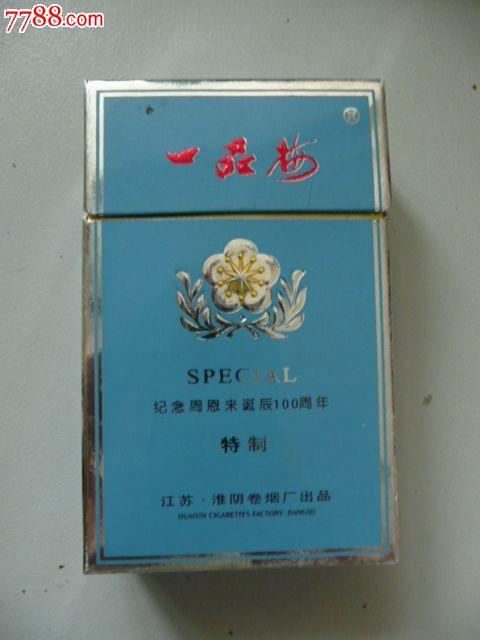 7788.com
一品梅
®
SPECIAL
纪念周恩来诞辰100周年
特制
江苏·淮阴卷烟厂出品
HUAIYIN CIGARETTES FACTORY·JIANGSU